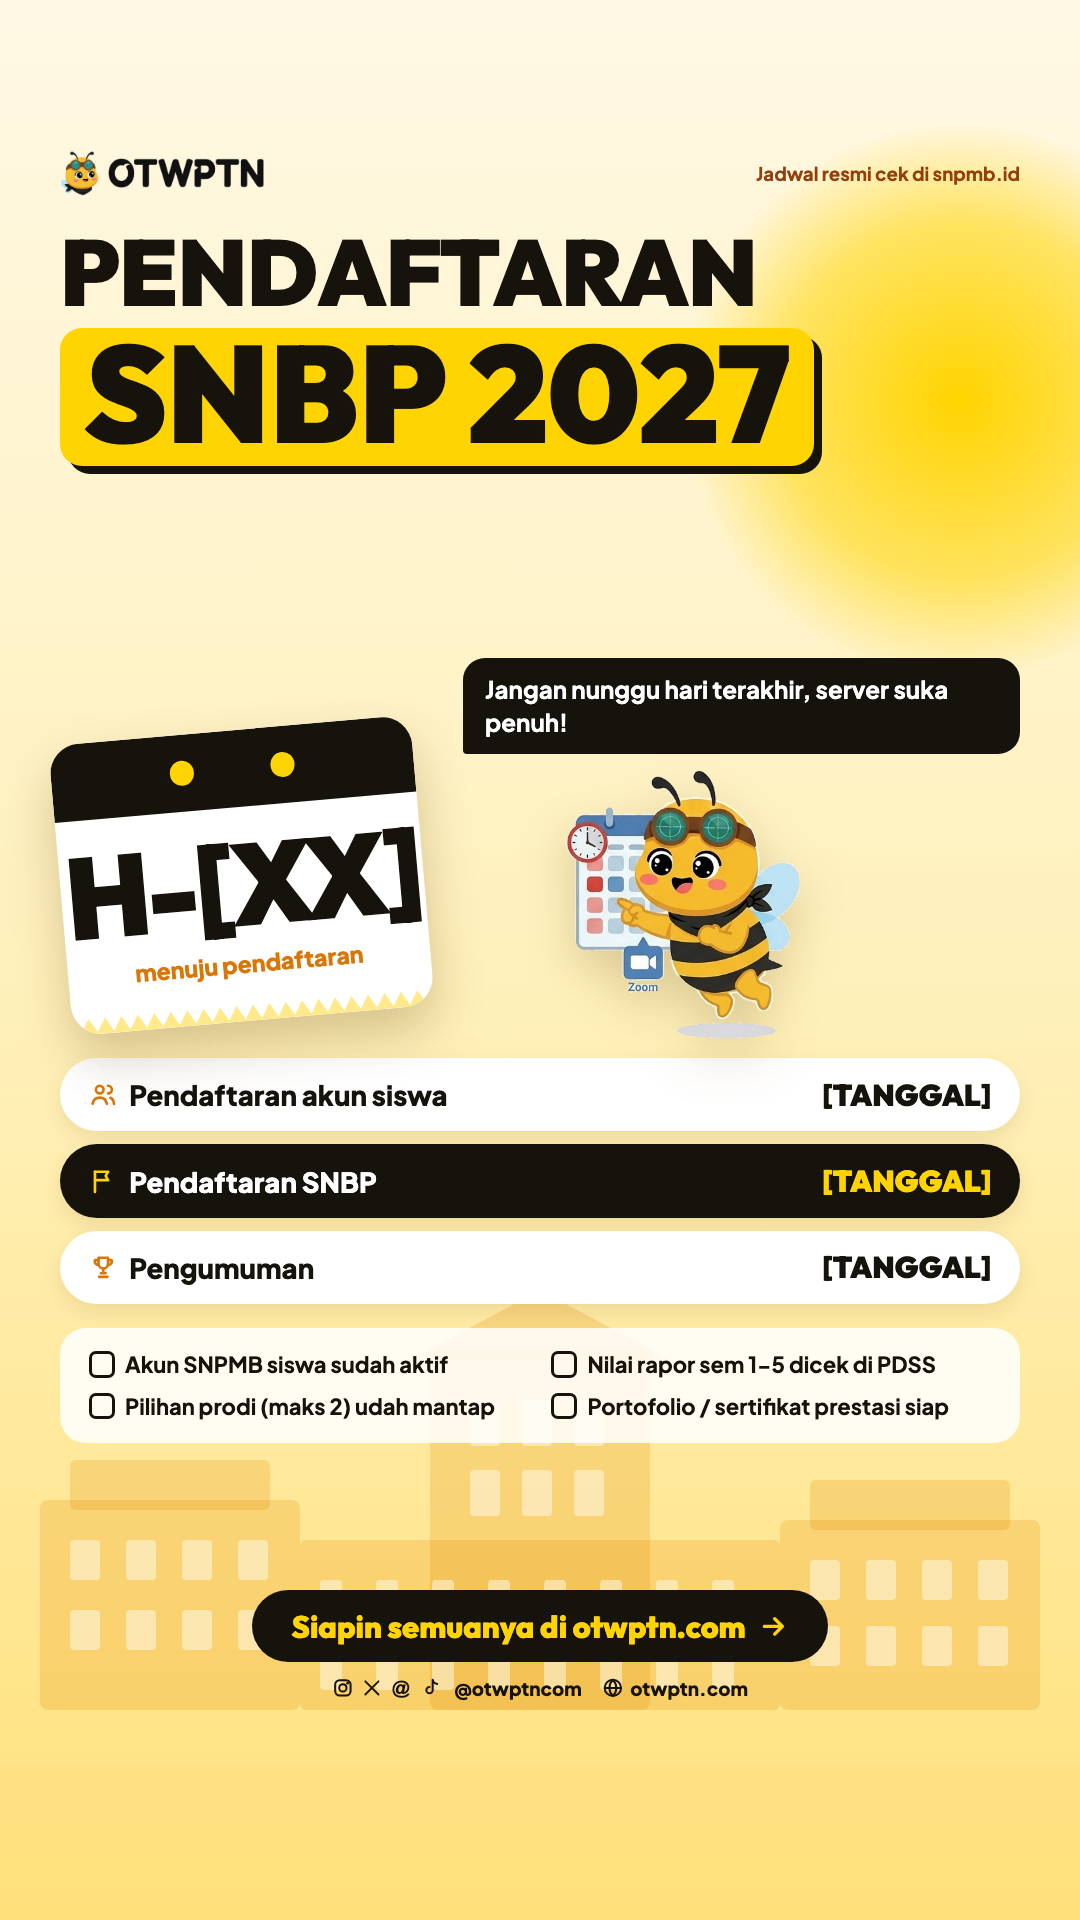 OTWPTN
Jadwal resmi cek di snpmb.id
PENDAFTARAN
SNBP 2027
Jangan nunggu hari terakhir, server suka
penuh!
H-[XX]
menuju pendaftaran
Zoom
Pendaftaran akun siswa [TANGGAL]
Pendaftaran SNBP [TANGGAL]
Pengumuman [TANGGAL]
Akun SNPMB siswa sudah aktif
Nilai rapor sem 1–5 dicek di PDSS
Pilihan prodi (maks 2) udah mantap
Portofolio / sertifikat prestasi siap
Siapin semuanya di otwptn.com →
@otwptncom otwptn.com